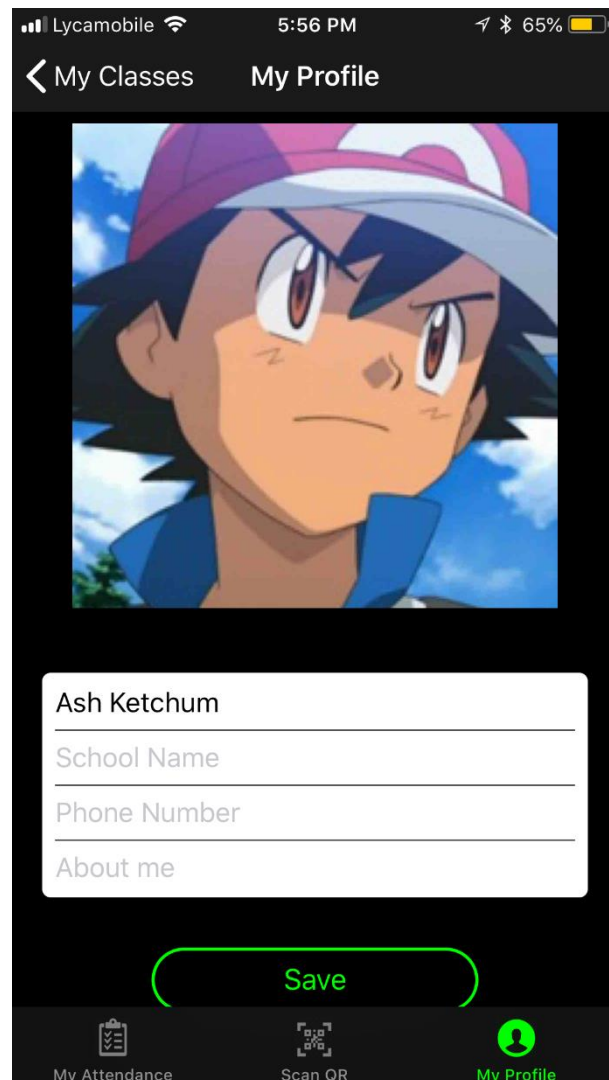 Lycamobile 5:56 PM 65%
My Classes My Profile
Ash Ketchum
School Name
Phone Number
About me
Save
My Attendance Scan QR My Profile